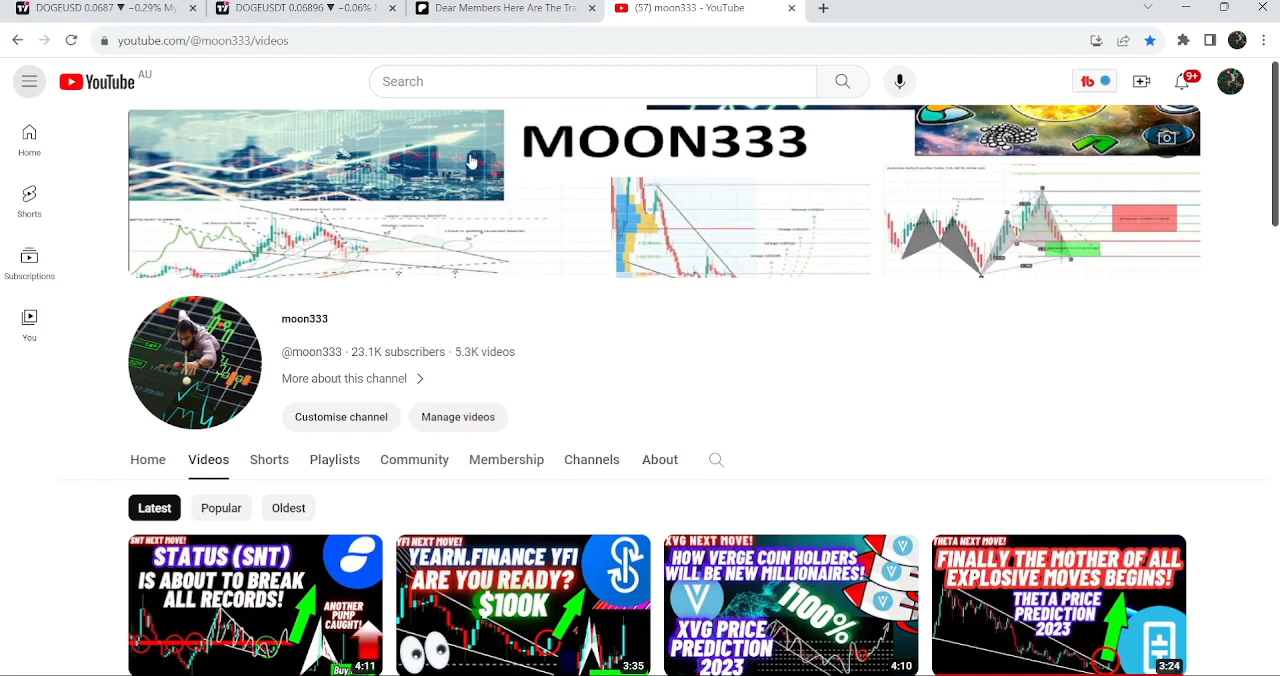 DOGEUSD 0.0687 ▼ −0.29% My
DOGEUSDT 0.06896 ▼ −0.06%
Dear Members Here Are The Tra
(57) moon333 - YouTube
youtube.com/@moon333/videos
YouTube AU
Search
9+
Home
Shorts
Subscriptions
You
MOON333
moon333
@moon333 · 23.1K subscribers · 5.3K videos
More about this channel
Customise channel
Manage videos
Home Videos Shorts Playlists Community Membership Channels About
Latest Popular Oldest
SNT NEXT MOVE!
STATUS (SNT)
IS ABOUT TO BREAK
ALL RECORDS!
ANOTHER
PUMP
CAUGHT!
Buy
4:11
YFI NEXT MOVE!
YEARN.FINANCE YFI
ARE YOU READY?
$100K
3:35
XVG NEXT MOVE!
HOW VERGE COIN HOLDERS
WILL BE NEW MILLIONAIRES!
1100%
XVG PRICE
PREDICTION
2023
4:10
THETA NEXT MOVE!
FINALLY THE MOTHER OF ALL
EXPLOSIVE MOVES BEGINS!
THETA PRICE
PREDICTION
2023
3:24